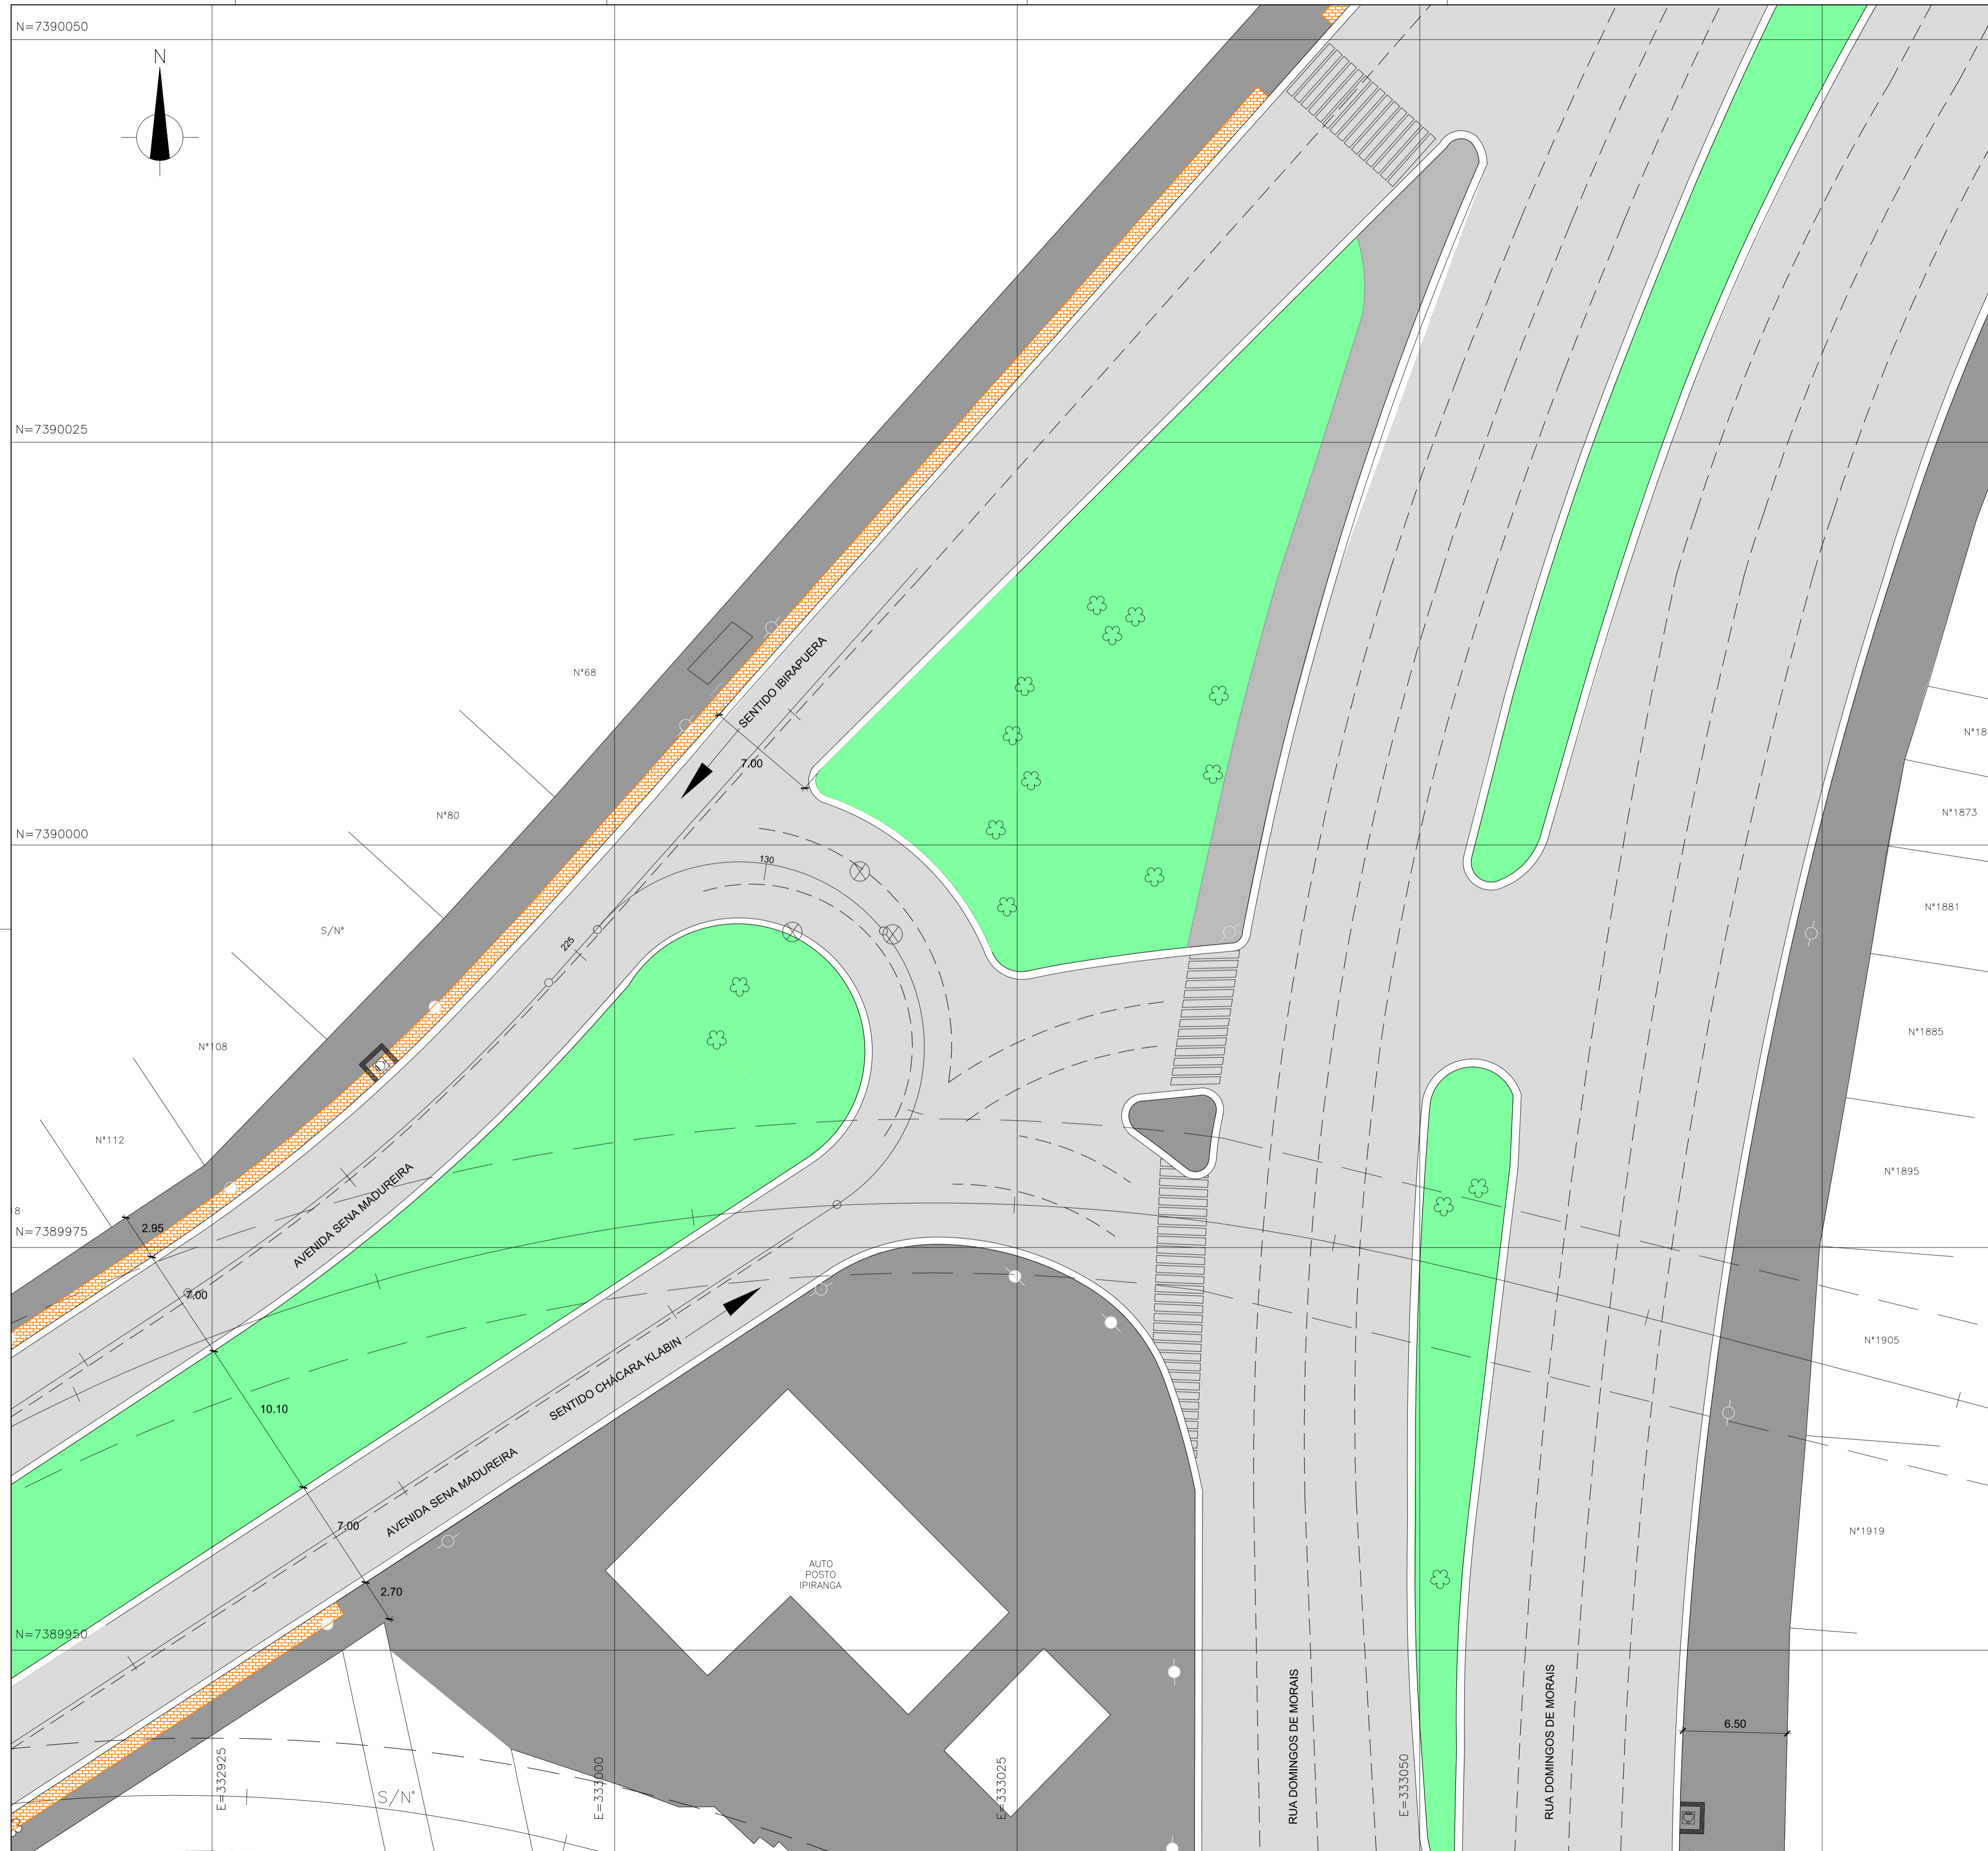 N=7390050
N
N=7390025
SENTIDO IBIRAPUERA
N°68
7.00
N°18
N°80
N°1873
N=7390000
130
S/N°
225
N°1881
N°108
N°1885
N°112
AVENIDA SENA MADUREIRA
N°1895
18
2.95
N=7389975
7.00
SENTIDO CHÁCARA KLABIN
N°1905
10.10
AVENIDA SENA MADUREIRA
7.00
N°1919
AUTO
POSTO
IPIRANGA
2.70
N=7389950
RUA DOMINGOS DE MORAIS
RUA DOMINGOS DE MORAIS
6.50
E=332925
E=333000
E=333025
E=333050
S/N°